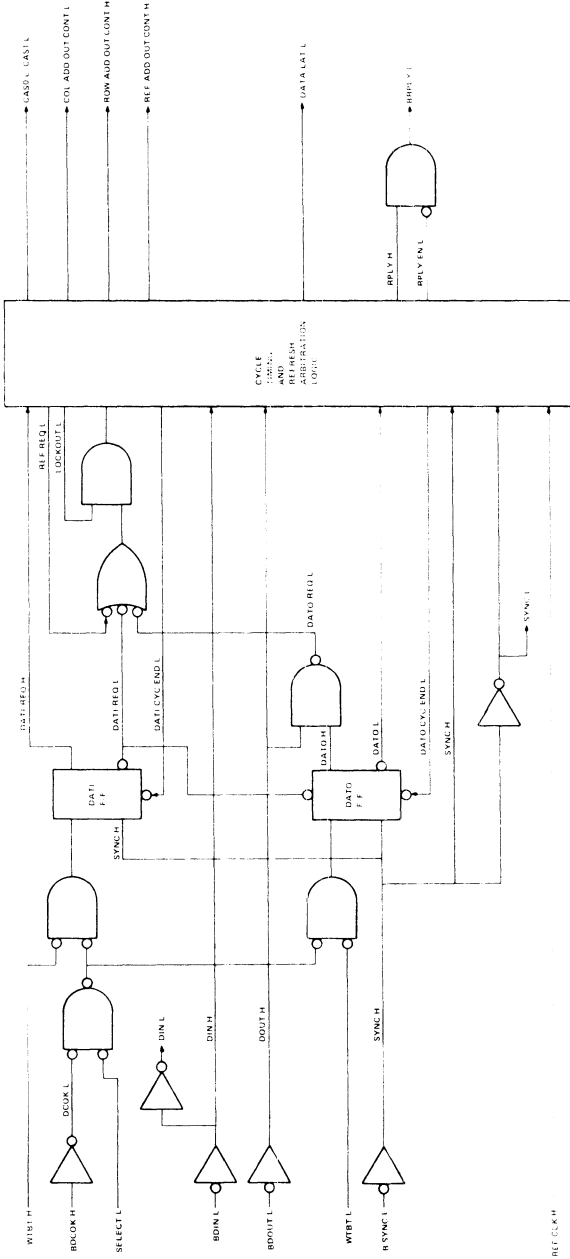 WTBT H
BDCOK H
SELECT L
BDIN L
BDOUT L
WTBT L
B SYNC L
REF CLK H
DCOK L
DIN L
DIN H
DOUT H
SYNC H
SYNC H
DATI
F/F
DATO
F/F
DATI REQ H
DATI REQ L
DATI CYC END L
DATO H
DATO L
DATO REQ L
DATO CYC END L
SYNC H
SYNC L
REF REQ L
LOCKOUT L
CYCLE
TIMING
AND
REFRESH
ARBITRATION
LOGIC
CAS0 L CAS1 L
COL ADD OUT CONT L
ROW ADD OUT CONT H
REF ADD OUT CONT H
DATA LAT L
RPLY H
RPLY EN L
BRPLY L